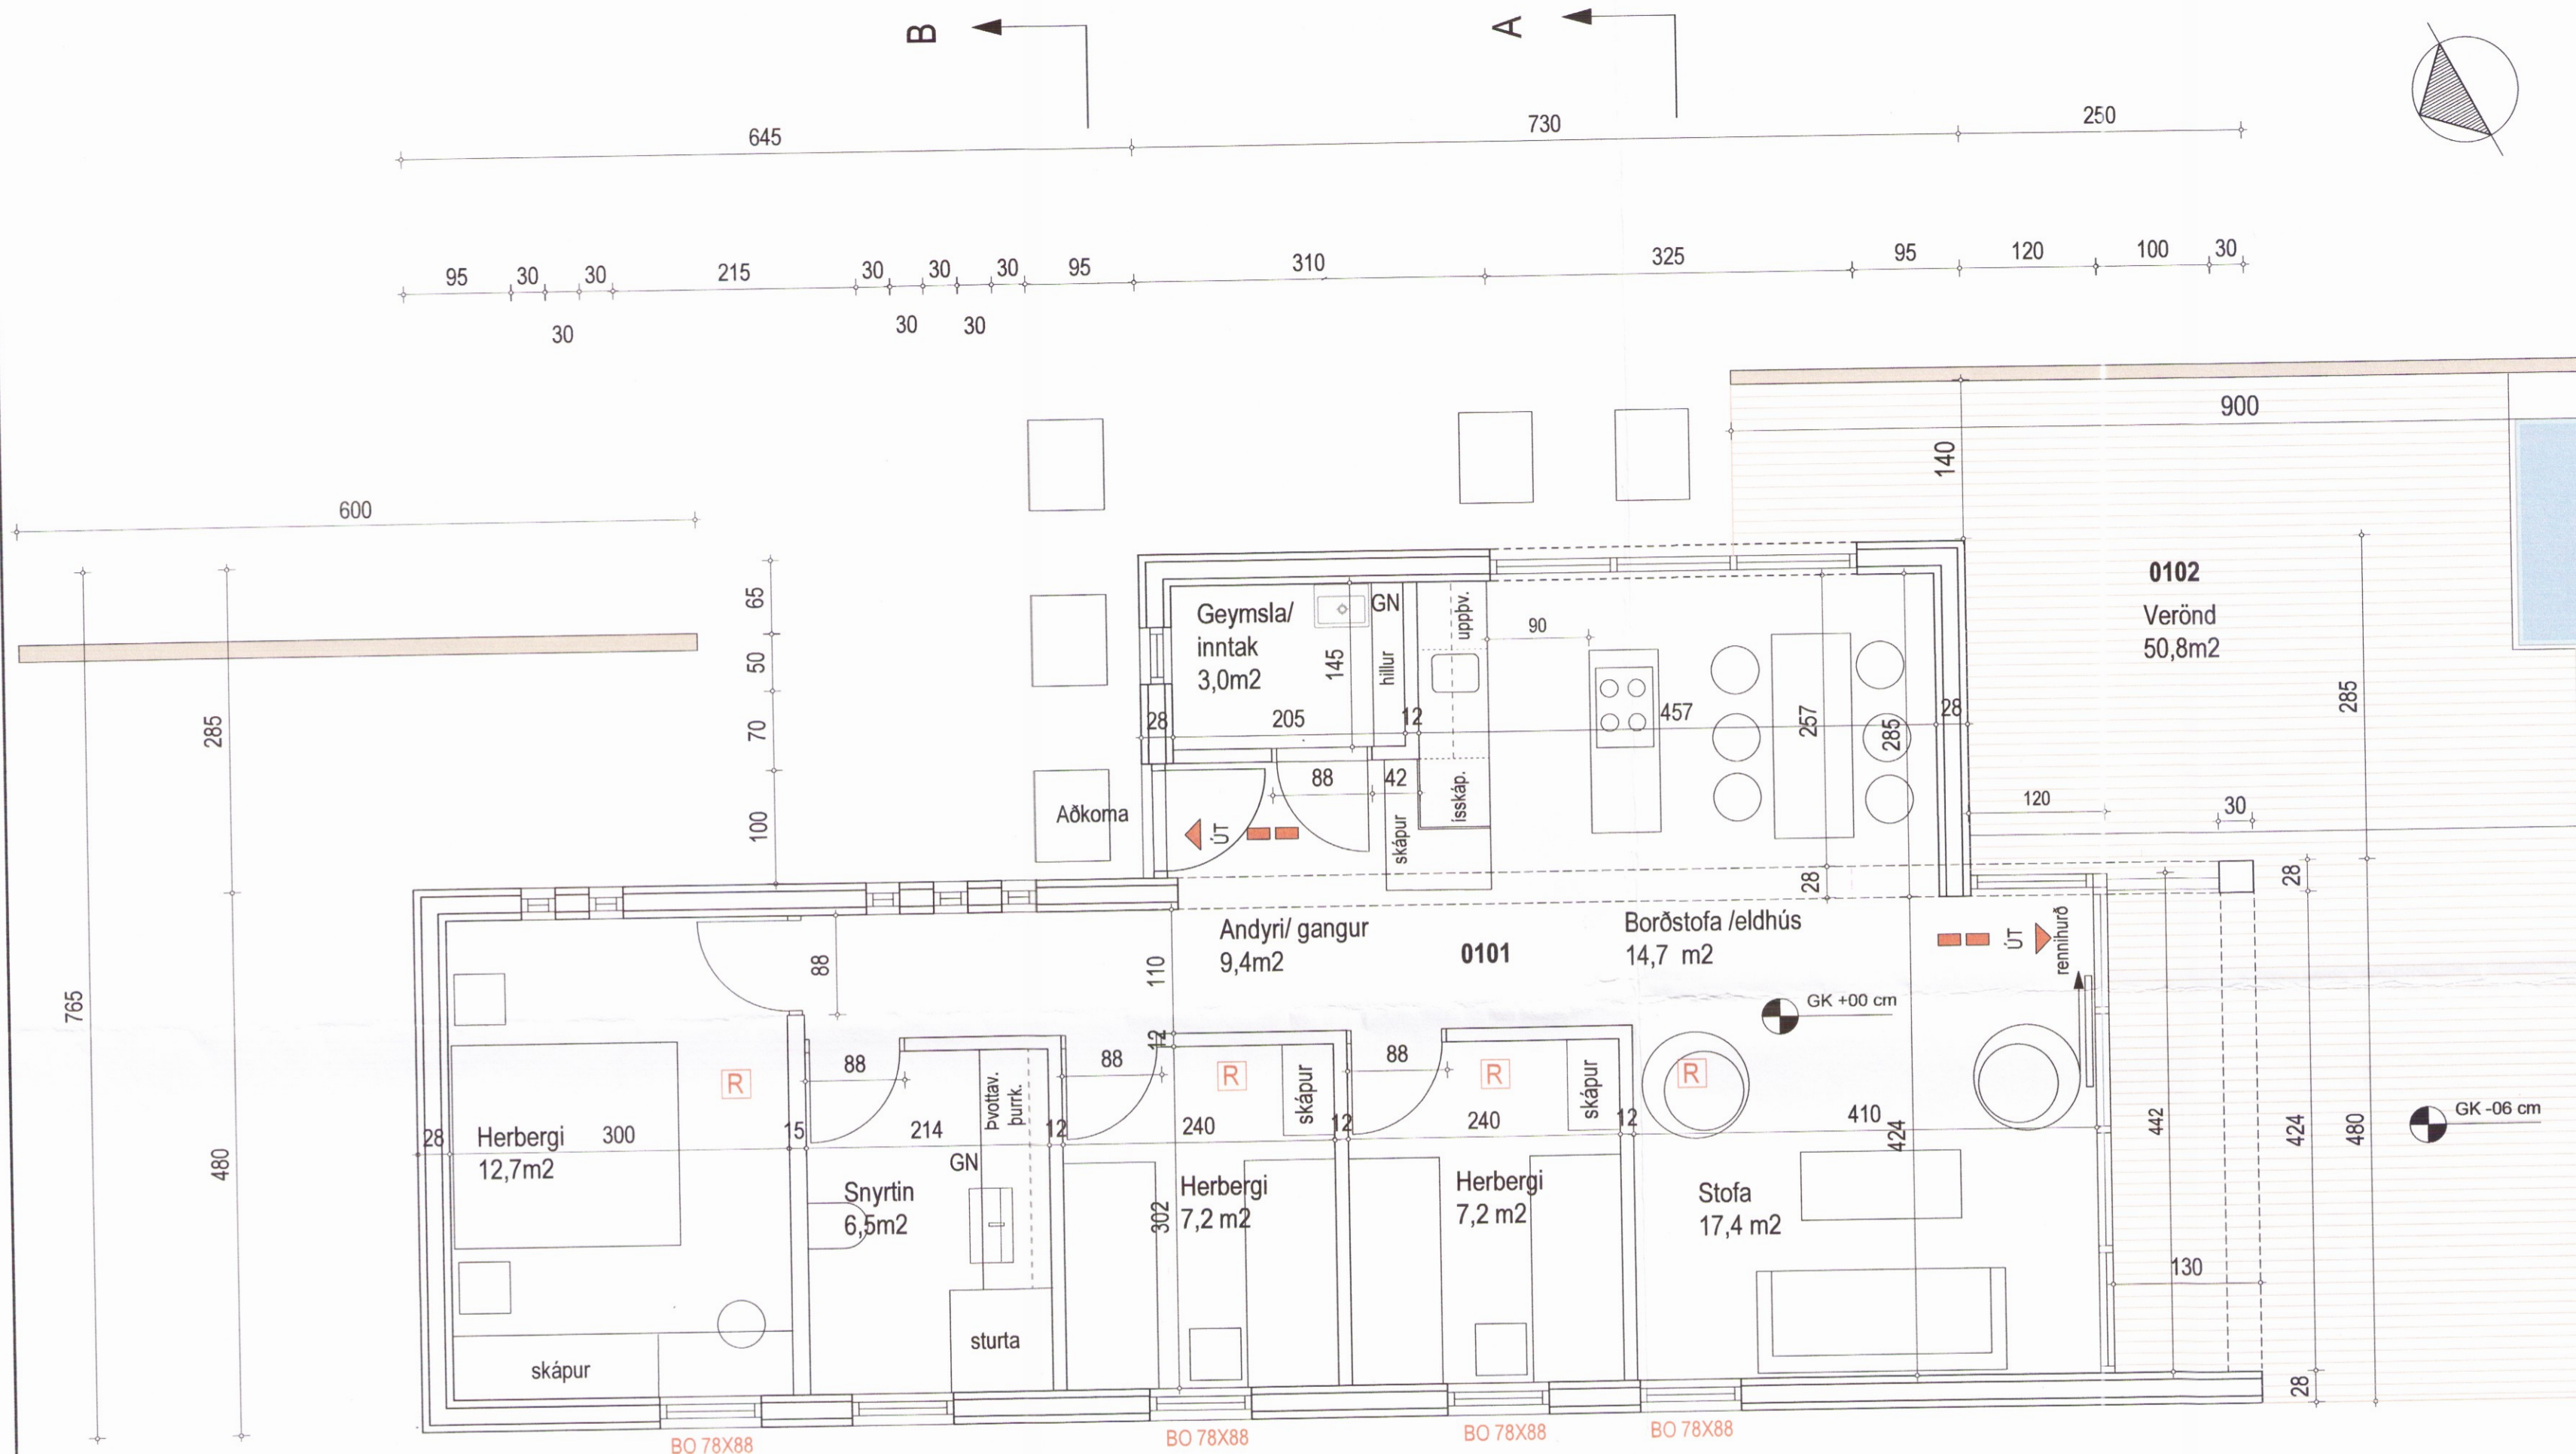 B
A
645
730
250
95
30
30
215
30
30
30
95
310
325
95
120
100
30
30
30
30
900
140
600
0102
Verönd
50,8m2
65
50
70
100
285
480
765
Geymsla/
inntak
3,0m2
GN
hillur
145
28
205
12
uppþv.
90
457
257
285
28
285
Aðkoma
ÚT
88
42
skápur
ísskáp.
120
30
28
28
Andyri/ gangur
9,4m2
0101
Borðstofa /eldhús
14,7 m2
ÚT
rennihurð
88
110
12
GK +00 cm
88
88
88
R
R
R
R
Þvottav.
þurrk.
skápur
skápur
28
Herbergi
12,7m2
300
15
214
12
240
12
240
12
410
424
442
424
480
GK -06 cm
GN
Snyrtin
6,5m2
302
Herbergi
7,2 m2
Herbergi
7,2 m2
Stofa
17,4 m2
130
sturta
skápur
28
BO 78X88
BO 78X88
BO 78X88
BO 78X88